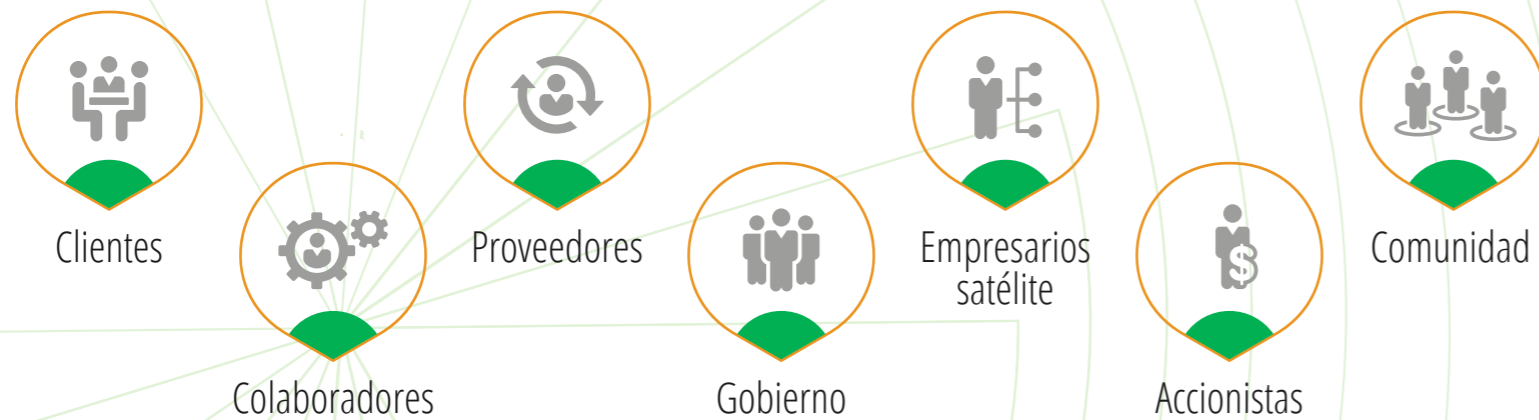 Clientes
Proveedores
Empresarios
satélite
Comunidad
Colaboradores
Gobierno
Accionistas